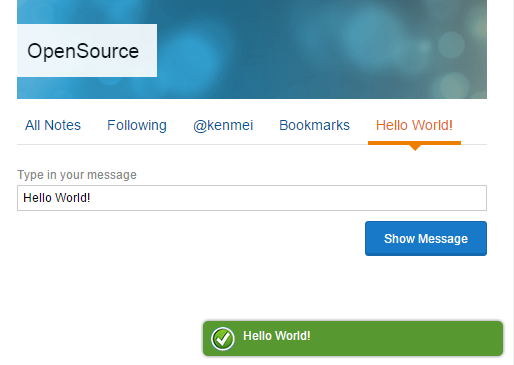 OpenSource
All Notes Following @kenmei Bookmarks Hello World!
Type in your message
Hello World!
Show Message
Hello World!